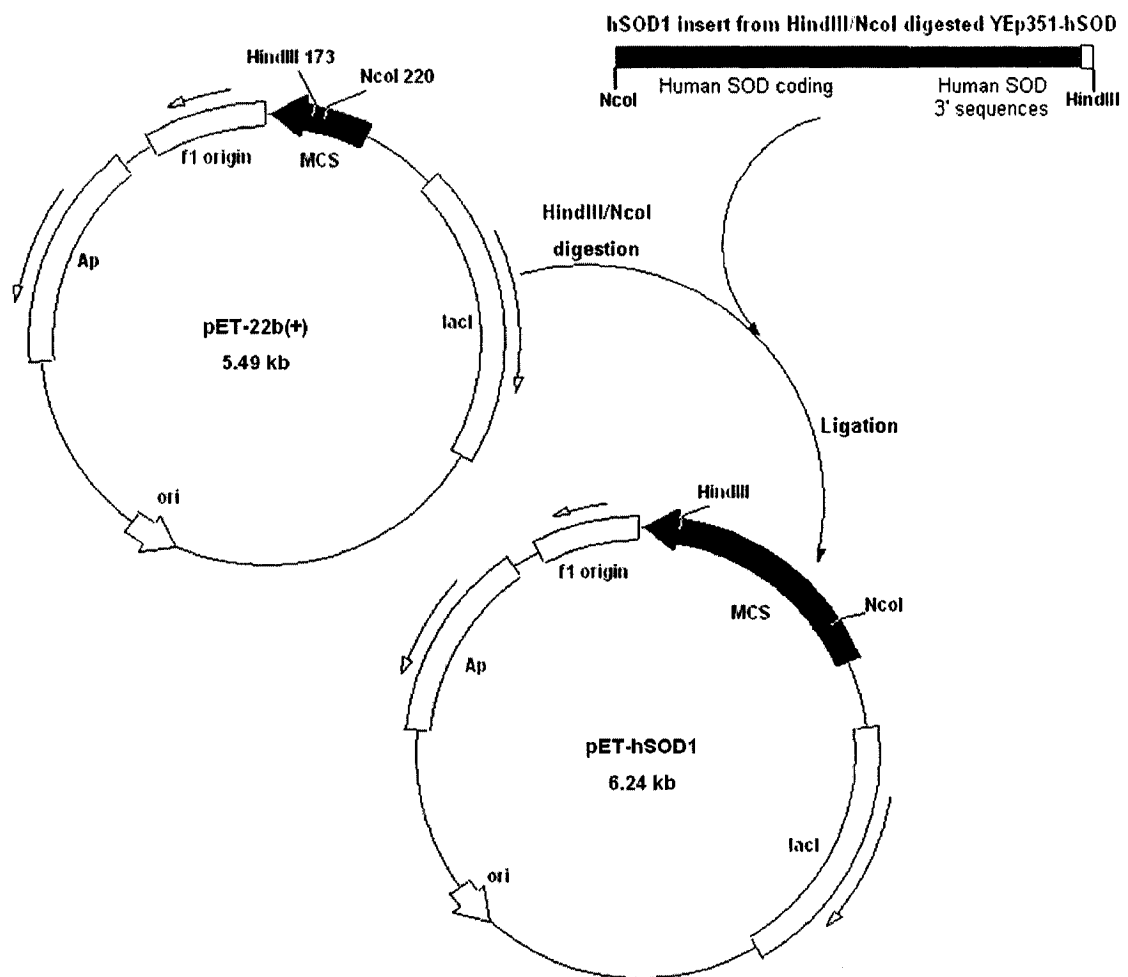 hSOD1 insert from HindIII/NcoI digested YEp351-hSOD
NcoI
Human SOD coding
Human SOD
3' sequences
HindIII
HindIII 173
NcoI 220
f1 origin
MCS
Ap
lacI
pET-22b(+)
5.49 kb
ori
HindIII/NcoI
digestion
Ligation
HindIII
f1 origin
MCS
NcoI
Ap
pET-hSOD1
6.24 kb
lacI
ori